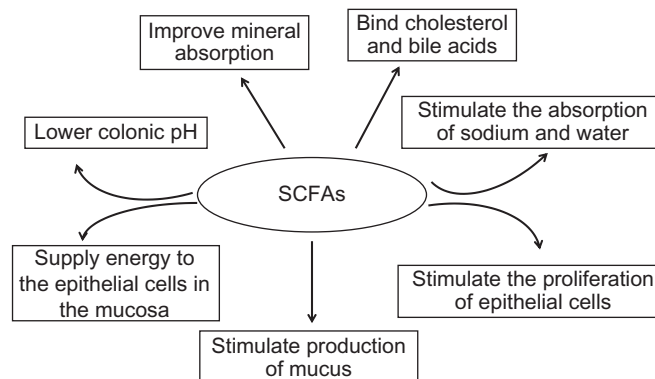 Improve mineral
absorption
Bind cholesterol
and bile acids
Lower colonic pH
Stimulate the absorption
of sodium and water
SCFAs
Supply energy to
the epithelial cells in
the mucosa
Stimulate the proliferation
of epithelial cells
Stimulate production
of mucus